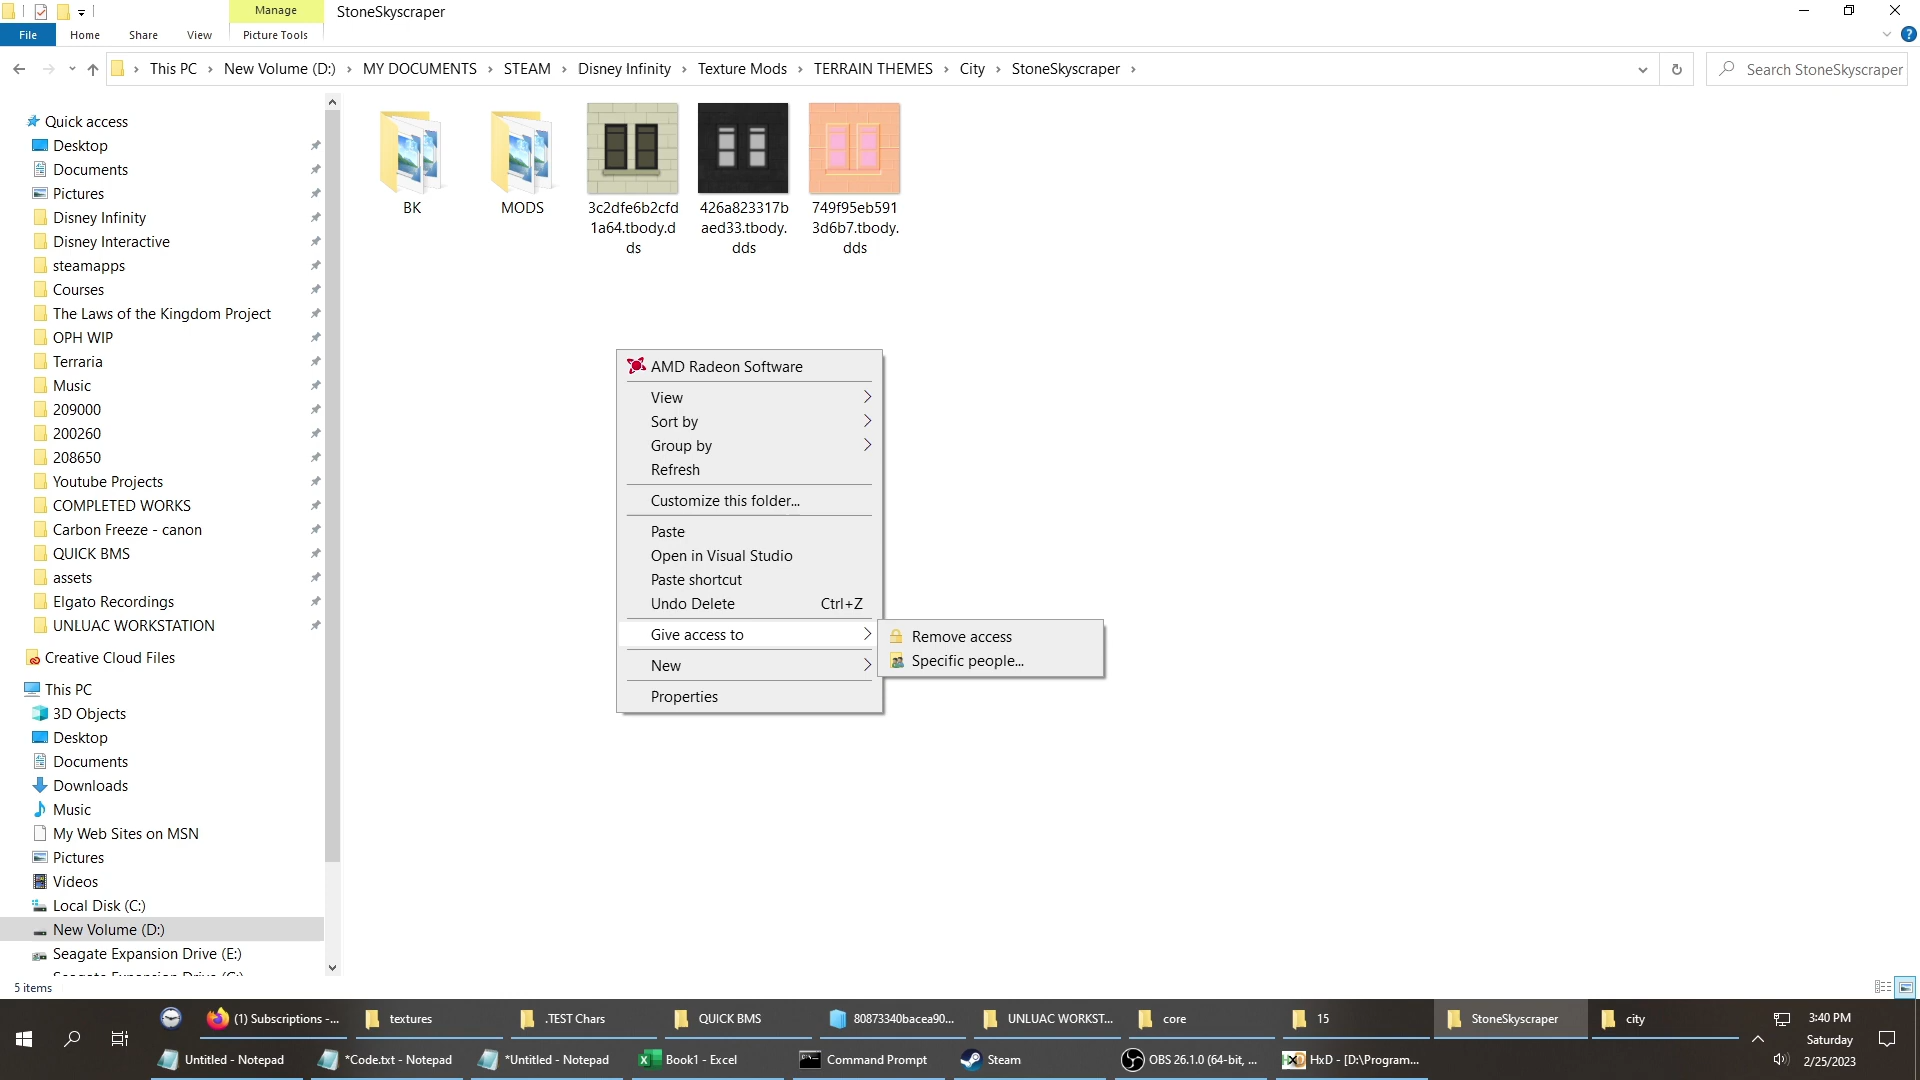 Manage
StoneSkyscraper
File
Home
Share
View
Picture Tools
This PC
New Volume (D:)
MY DOCUMENTS
STEAM
Disney Infinity
Texture Mods
TERRAIN THEMES
City
StoneSkyscraper
Search StoneSkyscraper
Quick access
Desktop
Documents
Pictures
Disney Infinity
Disney Interactive
steamapps
Courses
The Laws of the Kingdom Project
OPH WIP
Terraria
Music
209000
200260
208650
Youtube Projects
COMPLETED WORKS
Carbon Freeze - canon
QUICK BMS
assets
Elgato Recordings
UNLUAC WORKSTATION
Creative Cloud Files
This PC
3D Objects
Desktop
Documents
Downloads
Music
My Web Sites on MSN
Pictures
Videos
Local Disk (C:)
New Volume (D:)
Seagate Expansion Drive (E:)
BK
MODS
3c2dfe6b2cfd
1a64.tbody.d
ds
426a823317b
aed33.tbody.
dds
749f95eb591
3d6b7.tbody.
dds
AMD Radeon Software
View
Sort by
Group by
Refresh
Customize this folder...
Paste
Open in Visual Studio
Paste shortcut
Undo Delete Ctrl+Z
Give access to
New
Properties
Remove access
Specific people...
5 items
(1) Subscriptions -...
textures
.TEST Chars
QUICK BMS
80873340bacea90...
UNLUAC WORKST...
core
15
StoneSkyscraper
city
Untitled - Notepad
*Code.txt - Notepad
*Untitled - Notepad
Book1 - Excel
Command Prompt
Steam
OBS 26.1.0 (64-bit, ...
HxD - [D:\Program...
3:40 PM
Saturday
2/25/2023